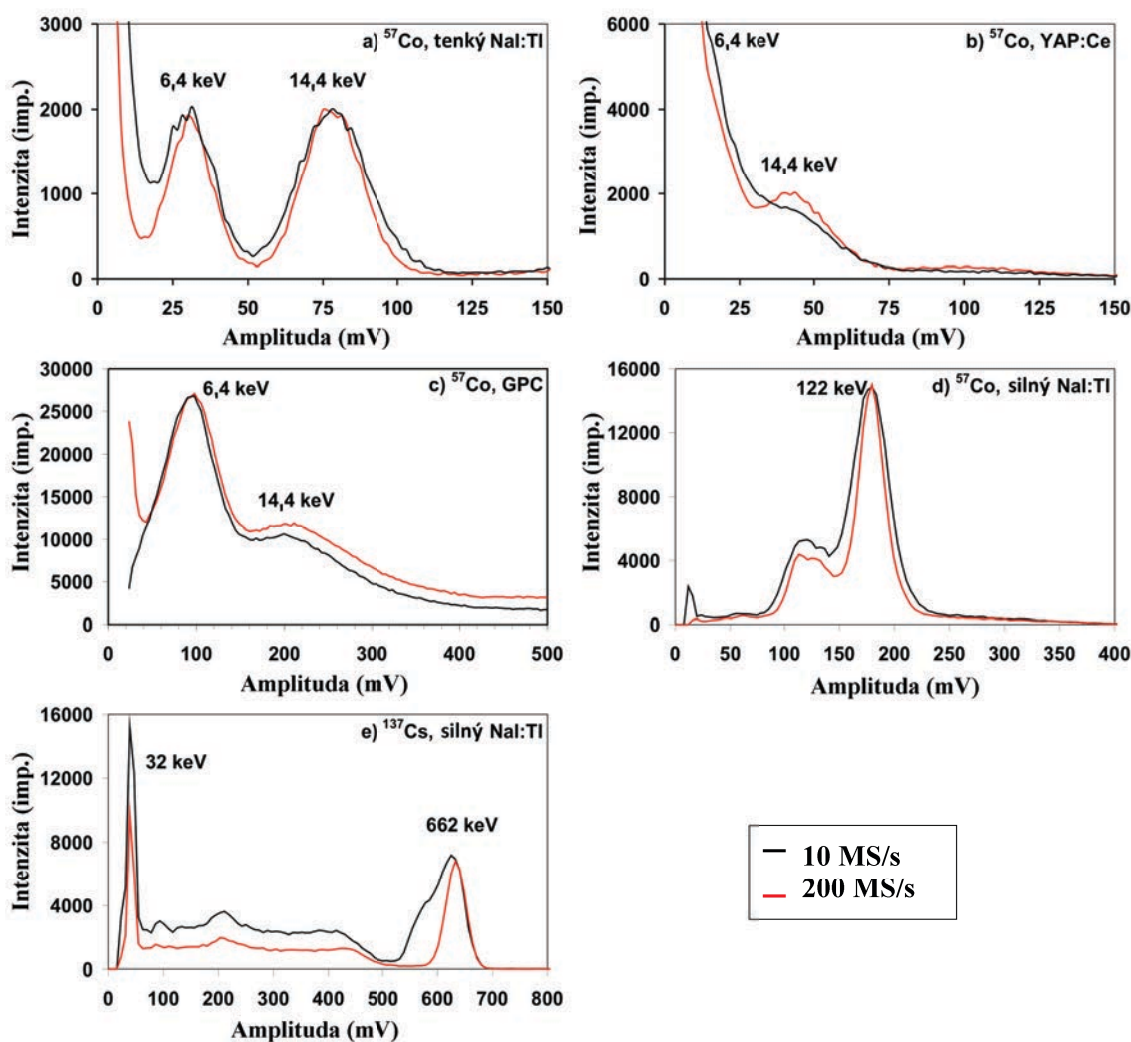 a) ⁵⁷Co, tenký NaI:Tl
6,4 keV
14,4 keV
Intenzita (imp.)
3000
2000
1000
0
0 25 50 75 100 125 150
Amplituda (mV)
b) ⁵⁷Co, YAP:Ce
6,4 keV
14,4 keV
Intenzita (imp.)
6000
4000
2000
0
0 25 50 75 100 125 150
Amplituda (mV)
c) ⁵⁷Co, GPC
6,4 keV
14,4 keV
Intenzita (imp.)
30000
25000
20000
15000
10000
5000
0
0 100 200 300 400 500
Amplituda (mV)
d) ⁵⁷Co, silný NaI:Tl
122 keV
Intenzita (imp.)
16000
12000
8000
4000
0
0 50 100 150 200 250 300 350 400
Amplituda (mV)
e) ¹³⁷Cs, silný NaI:Tl
32 keV
662 keV
Intenzita (imp.)
16000
12000
8000
4000
0
0 100 200 300 400 500 600 700 800
Amplituda (mV)
10 MS/s
200 MS/s